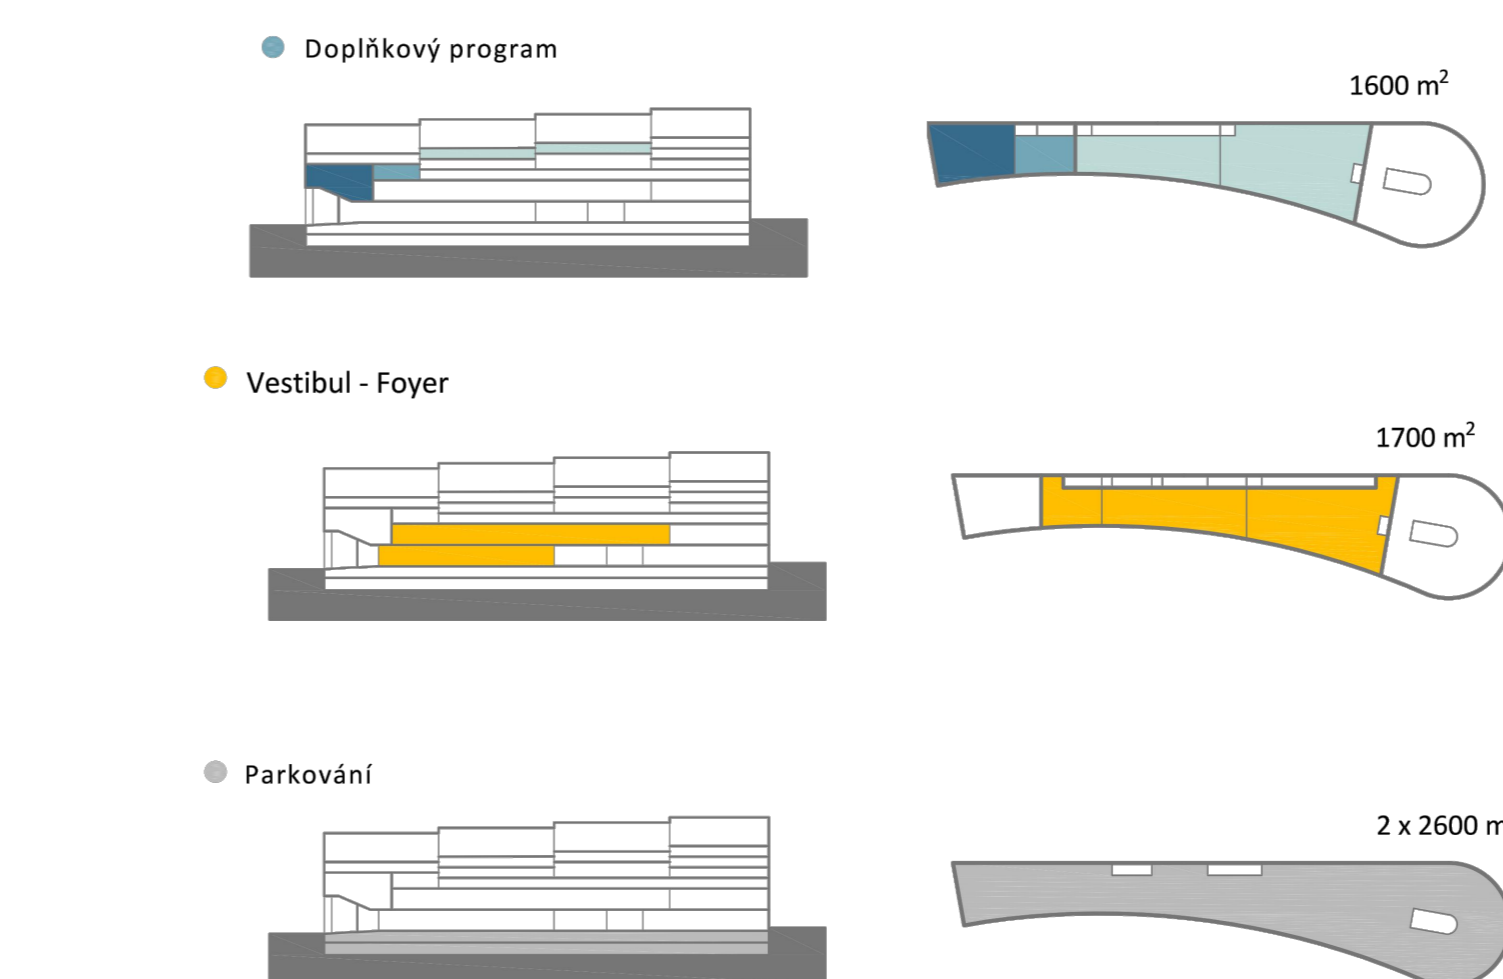 Doplňkový program
1600 m²
Vestibul - Foyer
1700 m²
Parkování
2 x 2600 m